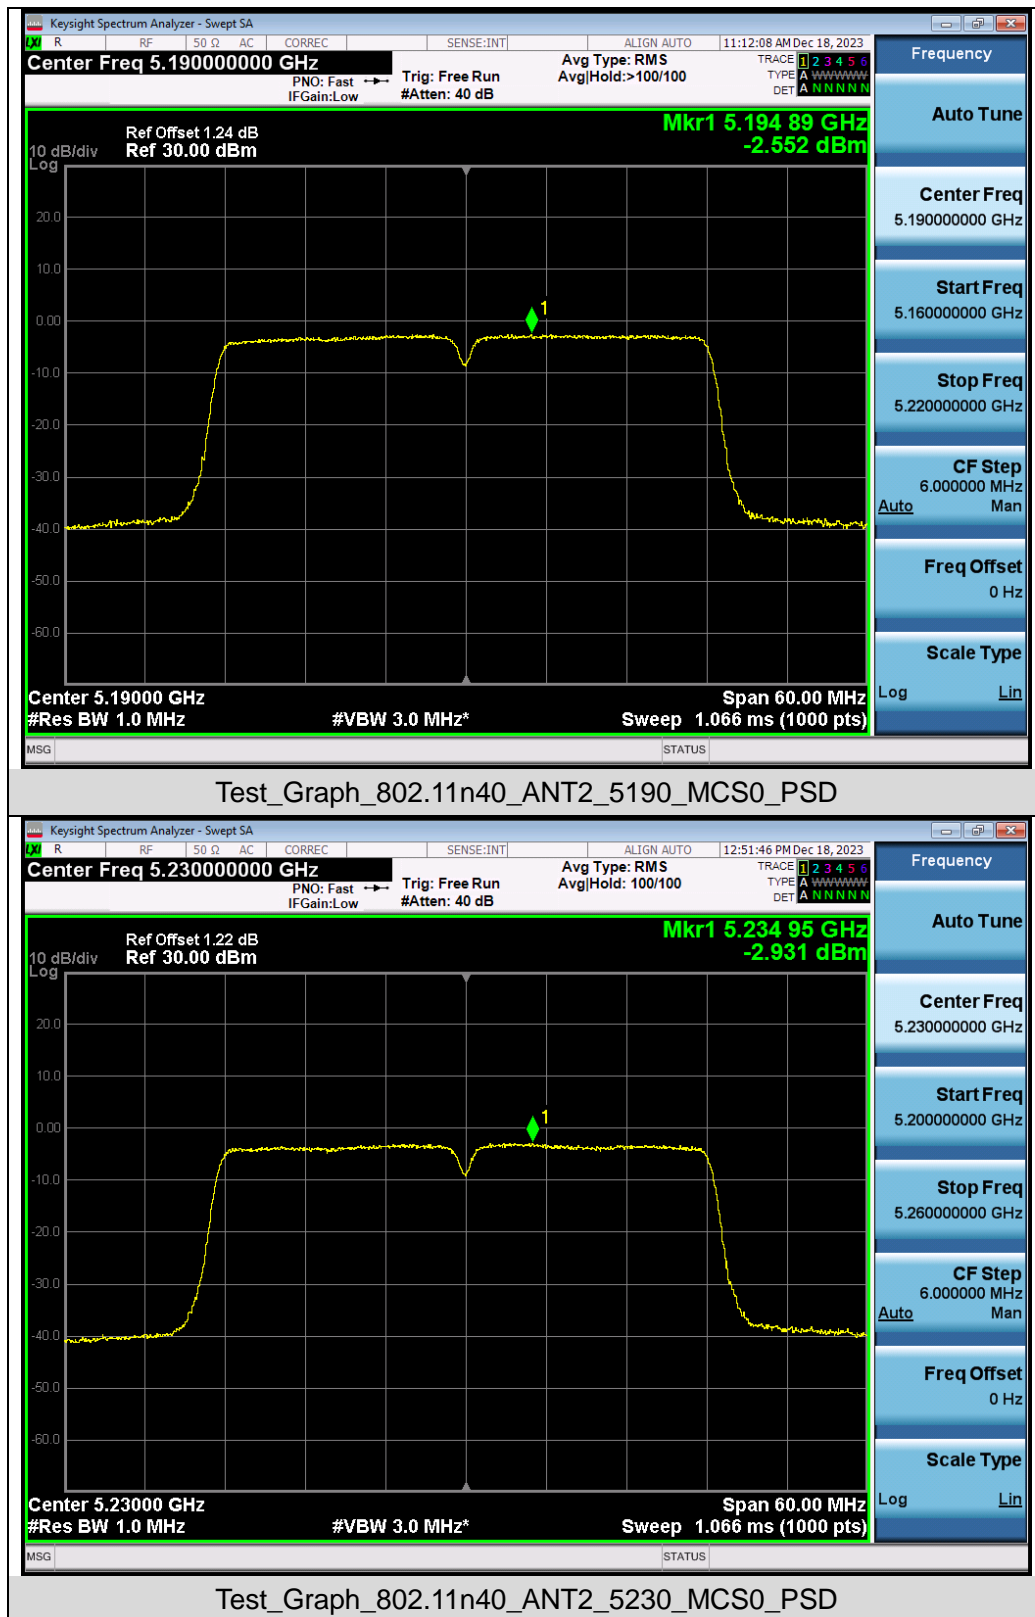 Keysight Spectrum Analyzer - Swept SA
LXI R RF 50 Ω AC CORREC SENSE:INT ALIGN AUTO 11:12:08 AM Dec 18, 2023
Center Freq 5.190000000 GHz
PNO: Fast
IFGain:Low
Trig: Free Run
#Atten: 40 dB
Avg Type: RMS
Avg|Hold:>100/100
TRACE 1 2 3 4 5 6
TYPE A WWWWW
DET A N N N N N
Mkr1 5.194 89 GHz
-2.552 dBm
Ref Offset 1.24 dB
10 dB/div Ref 30.00 dBm
Log
20.0
10.0
0.00
-10.0
-20.0
-30.0
-40.0
-50.0
-60.0
1
Center 5.19000 GHz Span 60.00 MHz
#Res BW 1.0 MHz #VBW 3.0 MHz* Sweep 1.066 ms (1000 pts)
MSG STATUS
Frequency
Auto Tune
Center Freq
5.190000000 GHz
Start Freq
5.160000000 GHz
Stop Freq
5.220000000 GHz
CF Step
6.000000 MHz
Auto Man
Freq Offset
0 Hz
Scale Type
Log Lin
Test_Graph_802.11n40_ANT2_5190_MCS0_PSD
Keysight Spectrum Analyzer - Swept SA
LXI R RF 50 Ω AC CORREC SENSE:INT ALIGN AUTO 12:51:46 PM Dec 18, 2023
Center Freq 5.230000000 GHz
PNO: Fast
IFGain:Low
Trig: Free Run
#Atten: 40 dB
Avg Type: RMS
Avg|Hold: 100/100
TRACE 1 2 3 4 5 6
TYPE A WWWWW
DET A N N N N N
Mkr1 5.234 95 GHz
-2.931 dBm
Ref Offset 1.22 dB
10 dB/div Ref 30.00 dBm
Log
20.0
10.0
0.00
-10.0
-20.0
-30.0
-40.0
-50.0
-60.0
1
Center 5.23000 GHz Span 60.00 MHz
#Res BW 1.0 MHz #VBW 3.0 MHz* Sweep 1.066 ms (1000 pts)
MSG STATUS
Frequency
Auto Tune
Center Freq
5.230000000 GHz
Start Freq
5.200000000 GHz
Stop Freq
5.260000000 GHz
CF Step
6.000000 MHz
Auto Man
Freq Offset
0 Hz
Scale Type
Log Lin
Test_Graph_802.11n40_ANT2_5230_MCS0_PSD